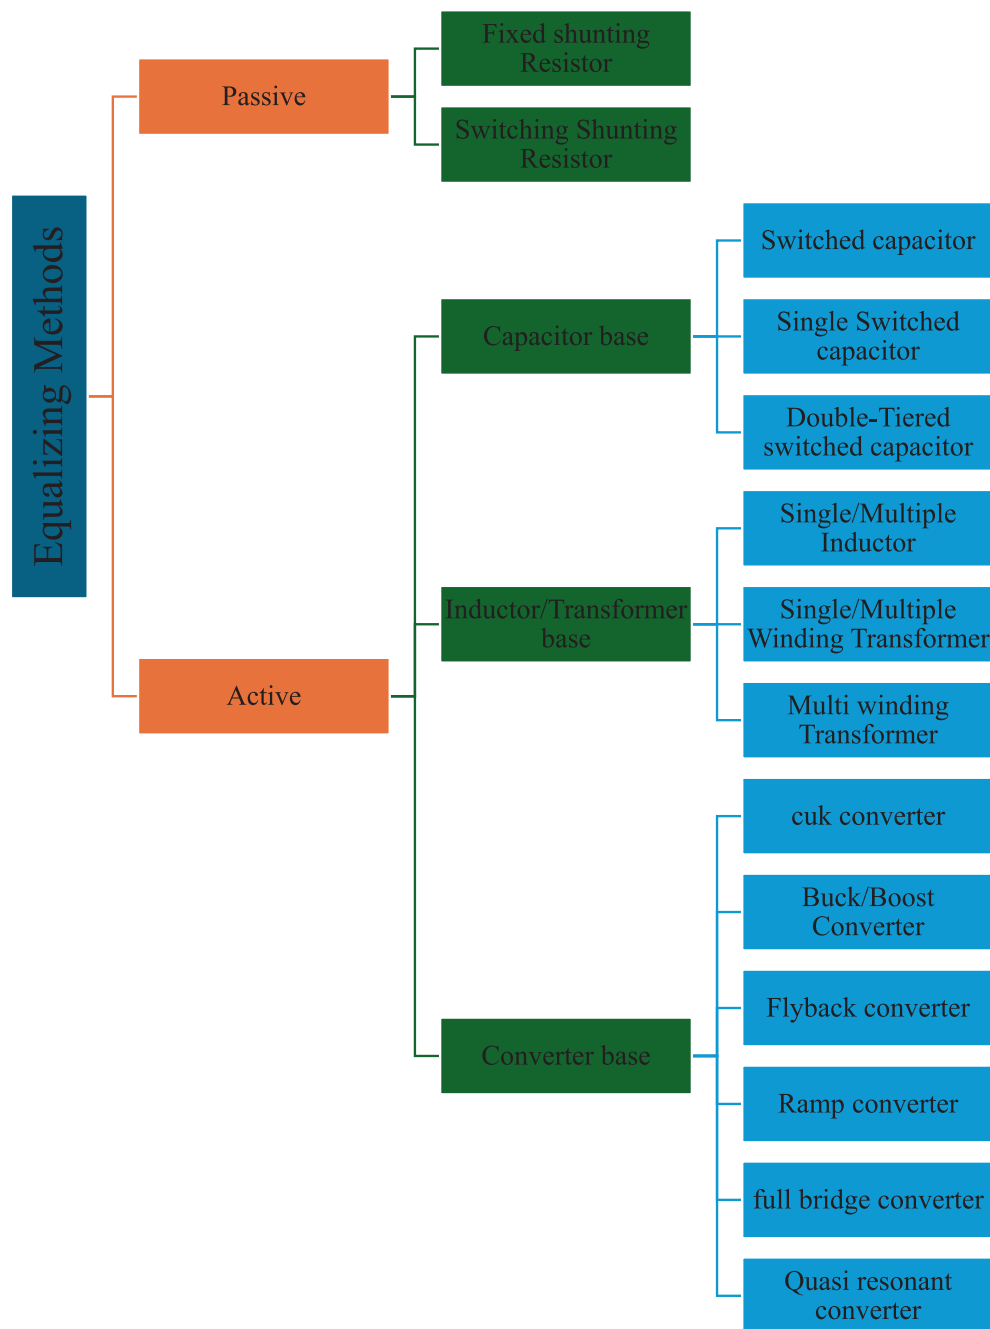 Equalizing Methods
Passive
Fixed shunting
Resistor
Switching Shunting
Resistor
Active
Capacitor base
Switched capacitor
Single Switched
capacitor
Double-Tiered
switched capacitor
Inductor/Transformer
base
Single/Multiple
Inductor
Single/Multiple
Winding Transformer
Multi winding
Transformer
Converter base
cuk converter
Buck/Boost
Converter
Flyback converter
Ramp converter
full bridge converter
Quasi resonant
converter